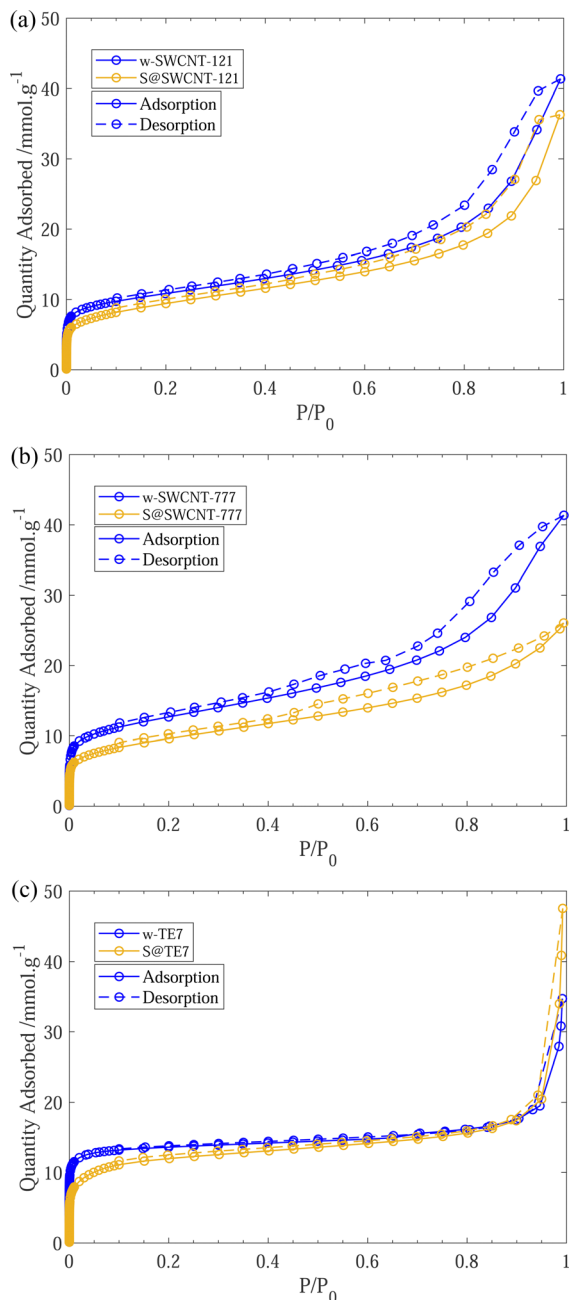 (a)
50
40
30
20
10
0
Quantity Adsorbed /mmol.g⁻¹
w-SWCNT-121
S@SWCNT-121
Adsorption
Desorption
0 0.2 0.4 0.6 0.8 1
P/P₀
(b)
50
40
30
20
10
0
Quantity Adsorbed /mmol.g⁻¹
w-SWCNT-777
S@SWCNT-777
Adsorption
Desorption
0 0.2 0.4 0.6 0.8 1
P/P₀
(c)
50
40
30
20
10
0
Quantity Adsorbed /mmol.g⁻¹
w-TE7
S@TE7
Adsorption
Desorption
0 0.2 0.4 0.6 0.8 1
P/P₀